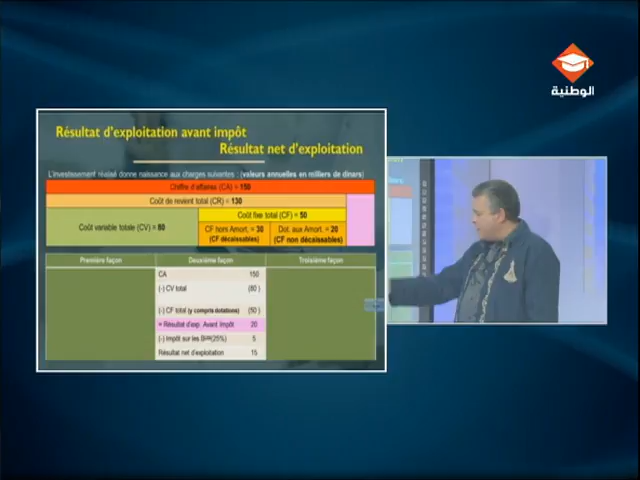 الوطنية
Résultat d'exploitation avant impôt
Résultat net d'exploitation
L'investissement réalisé donne naissance aux charges suivantes : (valeurs annuelles en milliers de dinars)
Chiffre d'affaires (CA) = 150
Coût de revient total (CR) = 130
Coût variable totale (CV) = 80
Coût fixe total (CF) = 50
CF hors Amort. = 30
(CF décaissables)
Dot. aux Amort. = 20
(CF non décaissables)
Première façon Deuxième façon Troisième façon
CA 150
(-) CV total (80 )
(-) CF total (y compris dotations) (50 )
= Résultat d'exp. Avant Impôt 20
(-) Impôt sur les Bces(25%) 5
Résultat net d'exploitation 15